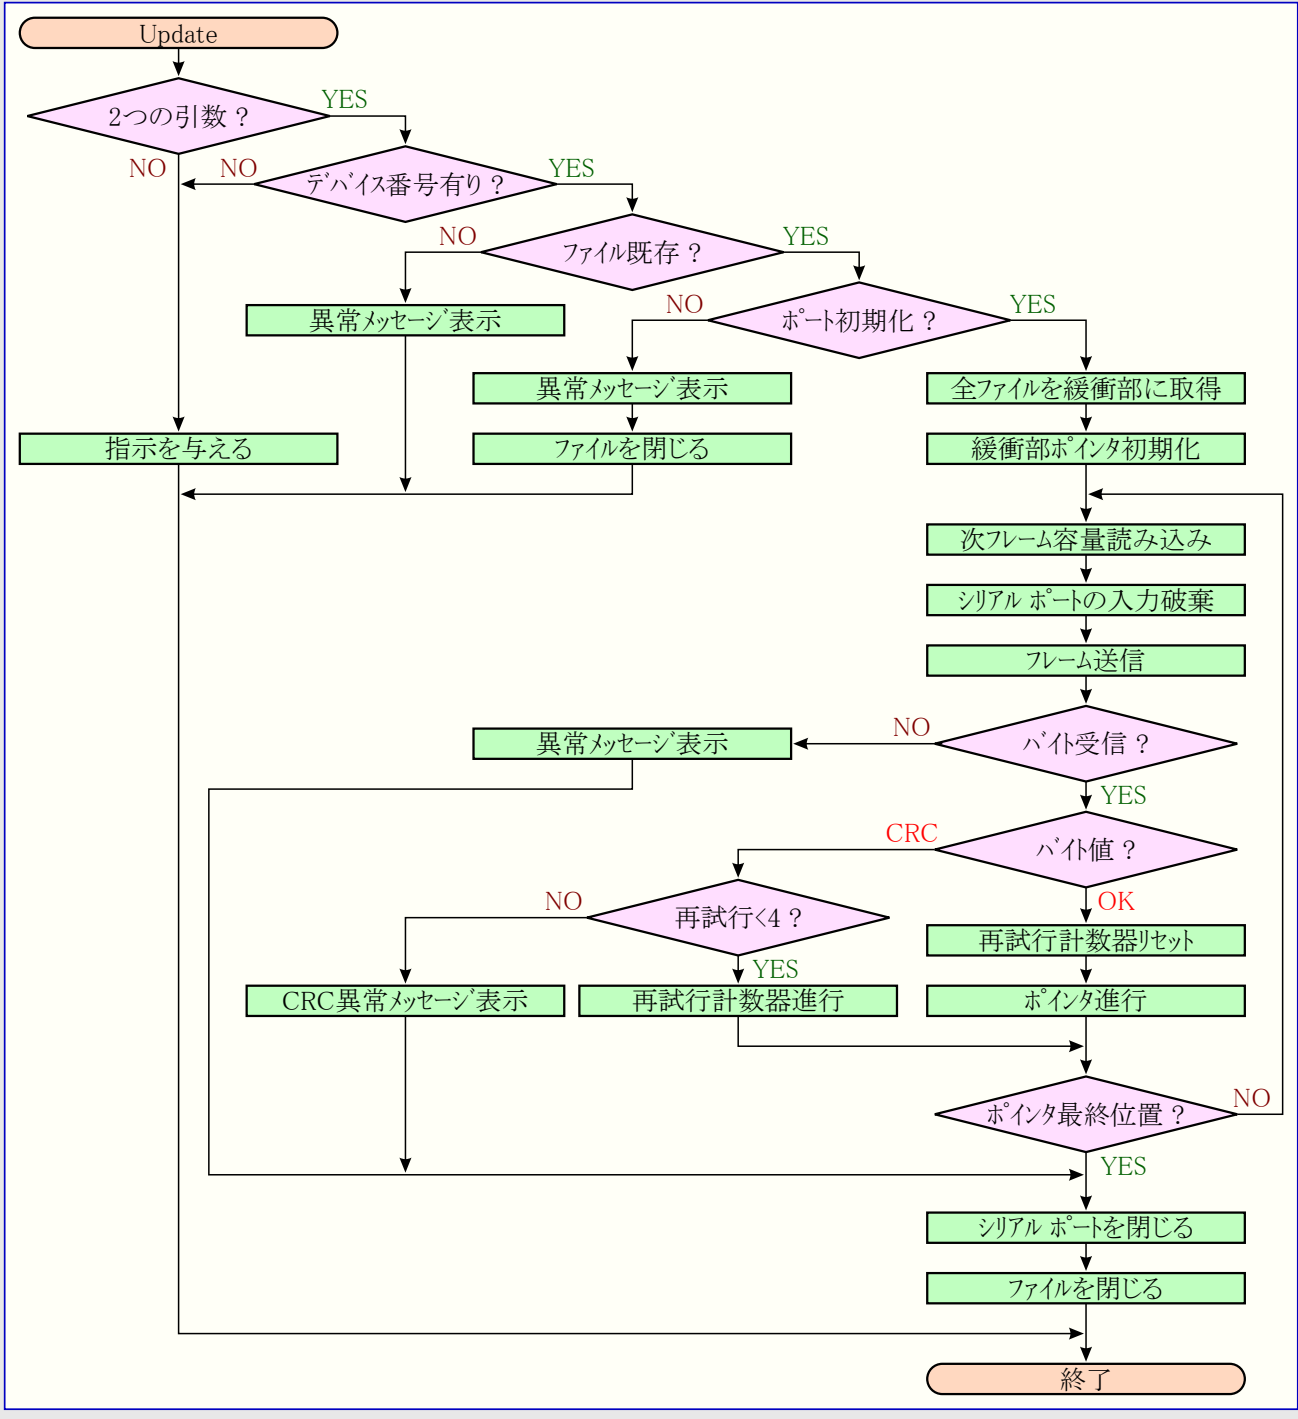 Update
2つの引数 ?
YES
NO
デバイス番号有り ?
NO
YES
ファイル既存 ?
NO
YES
異常メッセージ表示
ポート初期化 ?
NO
YES
異常メッセージ表示
全ファイルを緩衝部に取得
指示を与える
ファイルを閉じる
緩衝部ポインタ初期化
次フレーム容量読み込み
シリアル ポートの入力破棄
フレーム送信
異常メッセージ表示
NO
バイト受信 ?
YES
CRC
バイト値 ?
OK
NO
再試行<4 ?
YES
再試行計数器リセット
CRC異常メッセージ表示
再試行計数器進行
ポインタ進行
ポインタ最終位置 ?
NO
YES
シリアル ポートを閉じる
ファイルを閉じる
終了